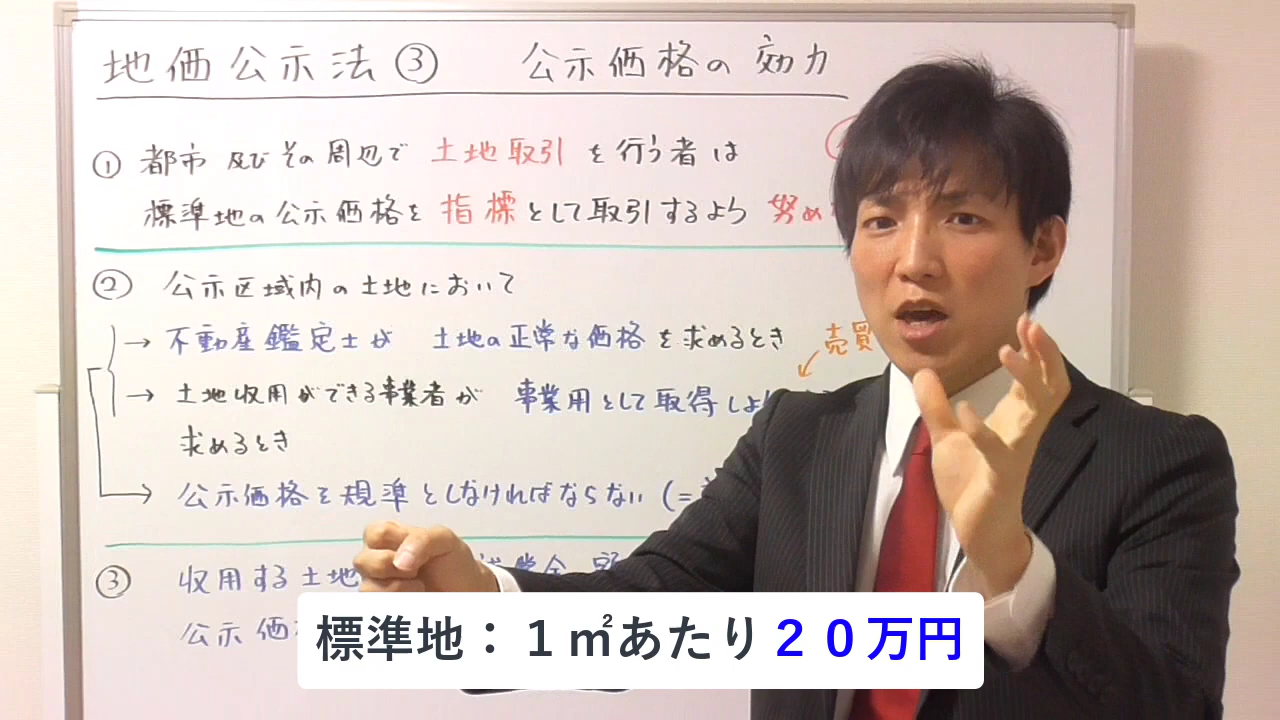 地価公示法③ 公示価格の効力
① 都市及びその周辺で 土地取引 を行う者は
標準地の公示価格を 指標 として取引するよう 努め
② 公示区域内の土地において
→ 不動産鑑定士が 土地の正常な価格 を求めるとき
売買
→ 土地収用ができる事業者が 事業用として取得しよ
求めるとき
→ 公示価格を規準としなければならない (=
③ 収用する土地
公示価
標準地：１㎡あたり２０万円